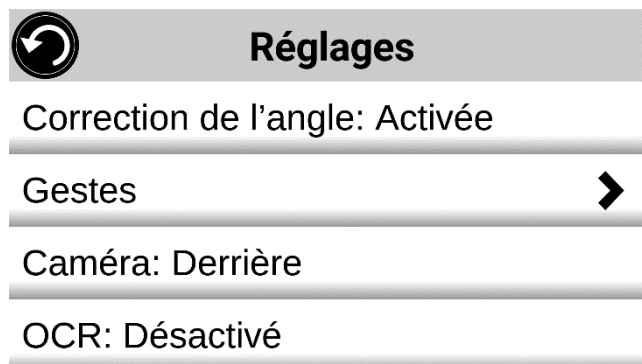 Réglages
Correction de l’angle: Activée
Gestes
Caméra: Derrière
OCR: Désactivé